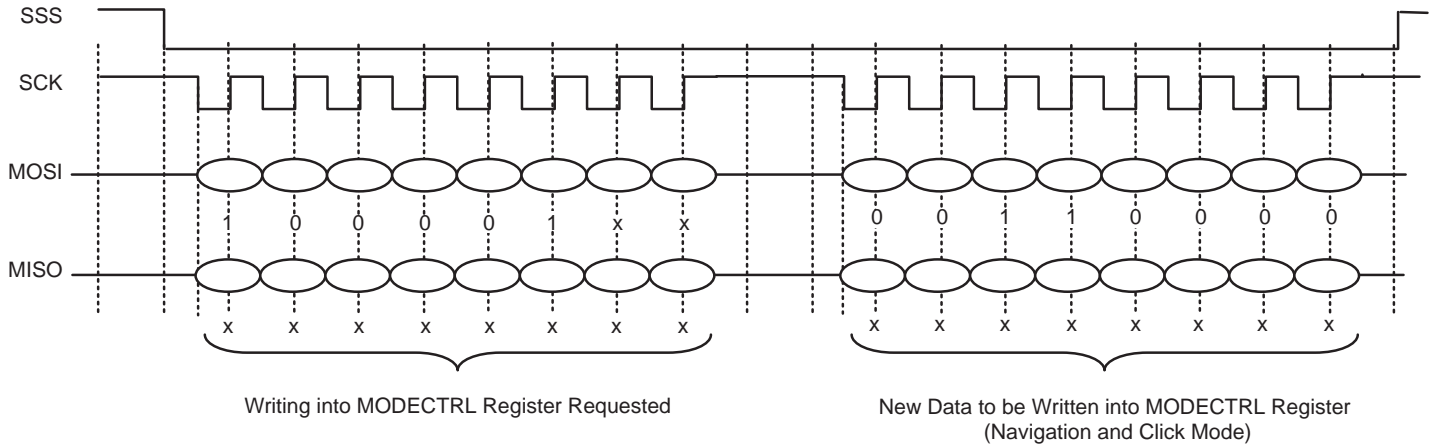 SSS
SCK
MOSI
1 0 0 0 0 1 x x 0 0 1 1 0 0 0 0
MISO
x x x x x x x x x x x x x x x x
Writing into MODECTRL Register Requested
New Data to be Written into MODECTRL Register
(Navigation and Click Mode)